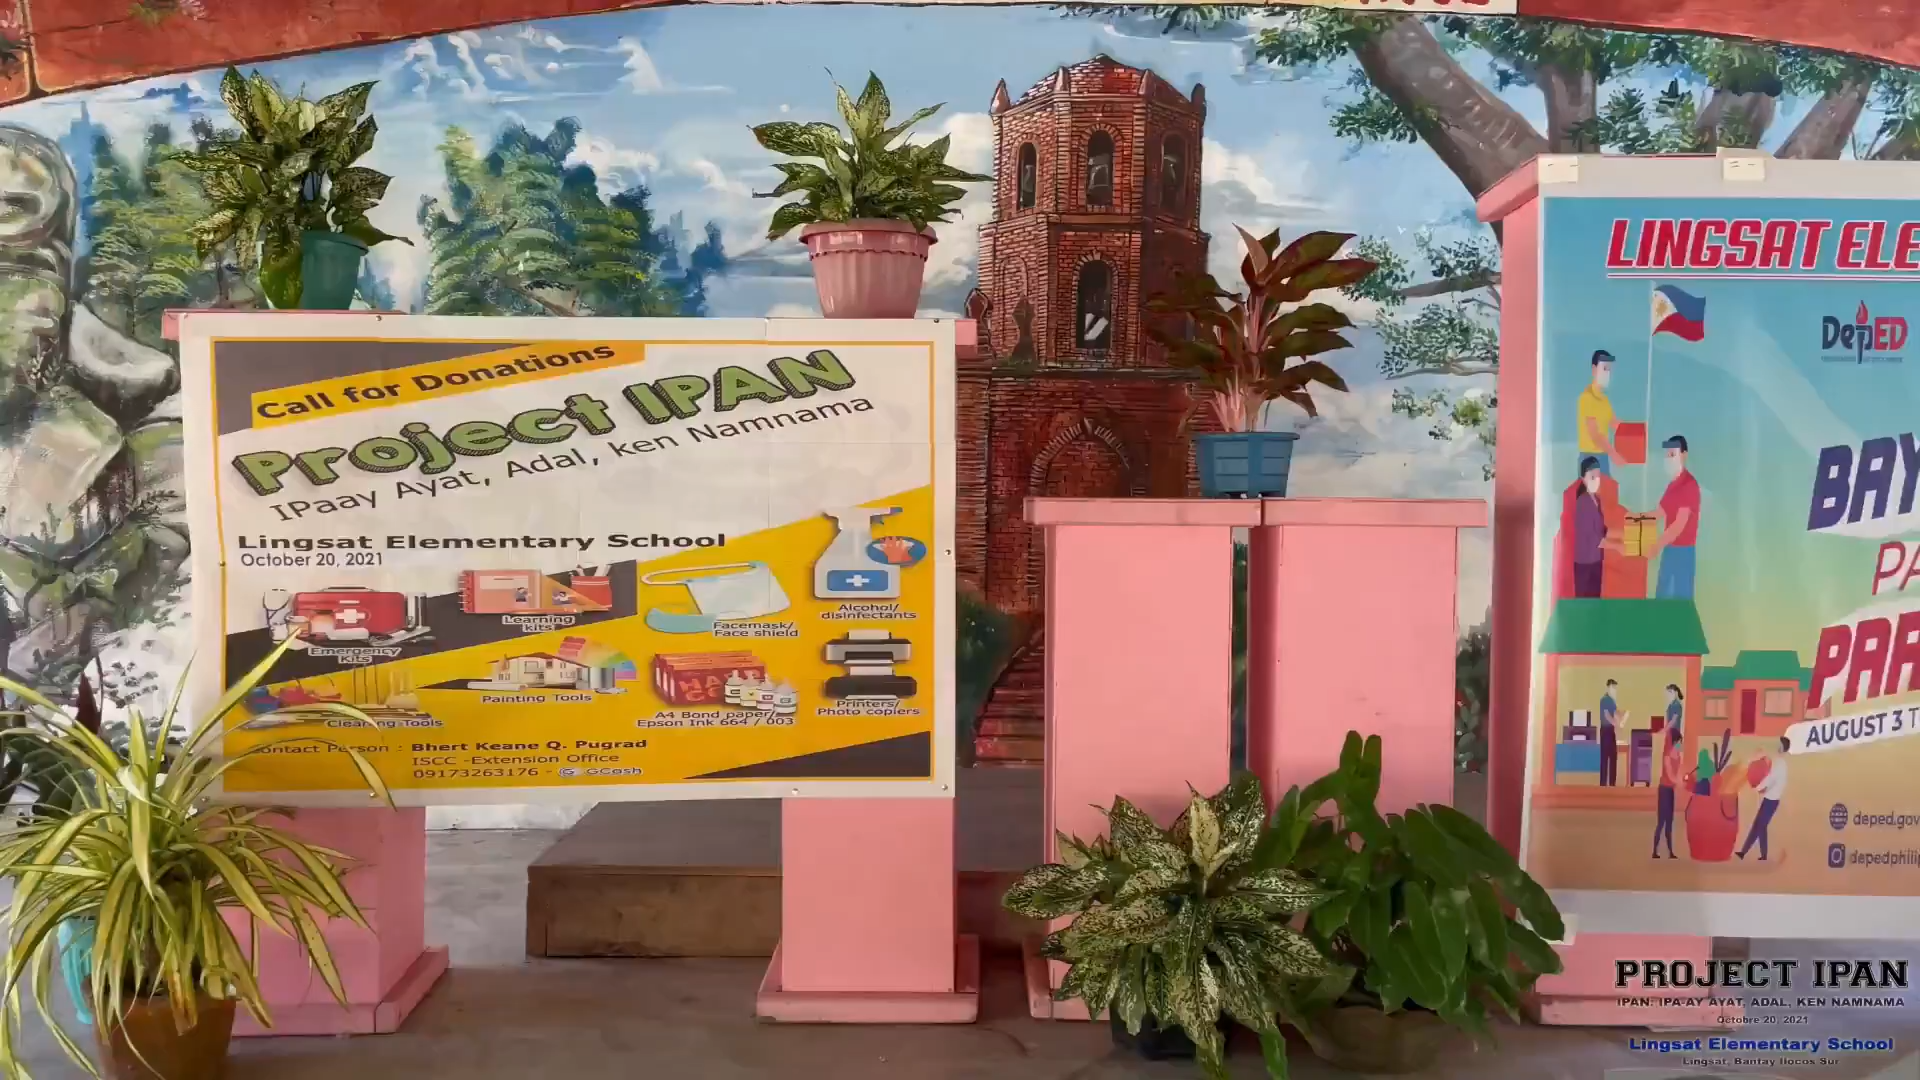 Call for Donations
Project IPAN
IPaay Ayat, Adal, ken Namnama
Lingsat Elementary School
October 20, 2021
Emergency
Kits
Learning
kits
Facemask/
Face shield
Alcohol/
disinfectants
Cleaning Tools
Painting Tools
A4 Bond paper/
Epson Ink 664 / 003
Printers/
Photo copiers
Contact Person : Bhert Keane Q. Pugrad
ISCC -Extension Office
09173263176 - GCash
LINGSAT ELE
DepED
BAY
PA
PAR
AUGUST 3 T
deped.gov
depedphilip
PROJECT IPAN
IPAN: IPA-AY AYAT, ADAL, KEN NAMNAMA
Octobre 20, 2021
Lingsat Elementary School
Lingsat, Bantay Ilocos Sur